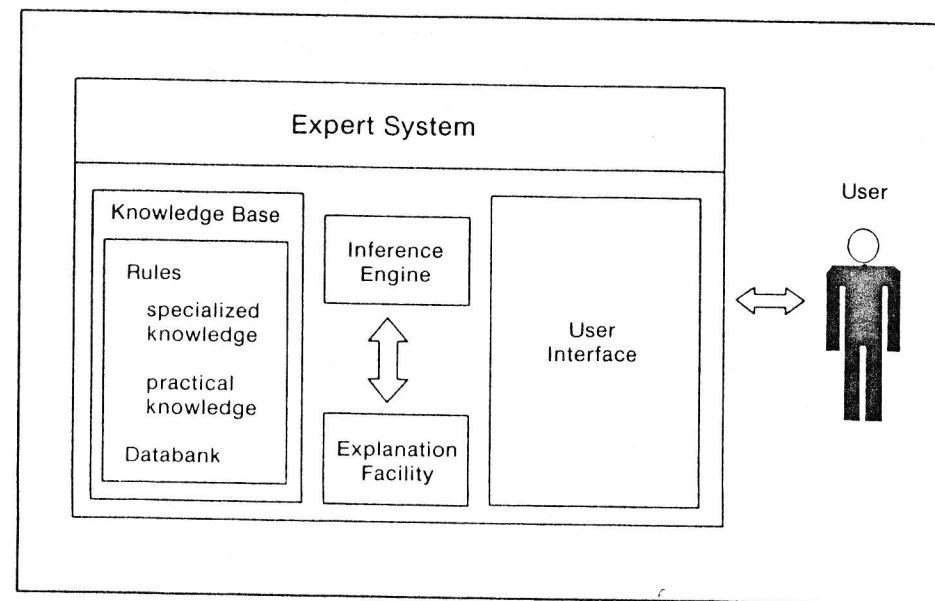 Expert System
Knowledge Base
Rules
specialized
knowledge
practical
knowledge
Databank
Inference
Engine
Explanation
Facility
User
Interface
User